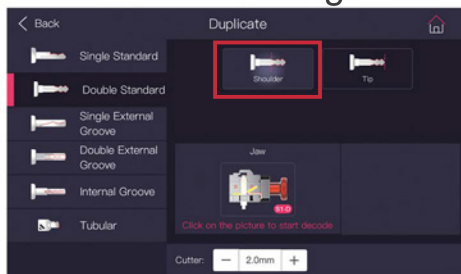 Back
Duplicate
Single Standard
Double Standard
Single External
Groove
Double External
Groove
Internal Groove
Tubular
Shoulder
Tip
Jaw
S1-D
Click on the picture to start decode
Cutter: − 2.0mm +